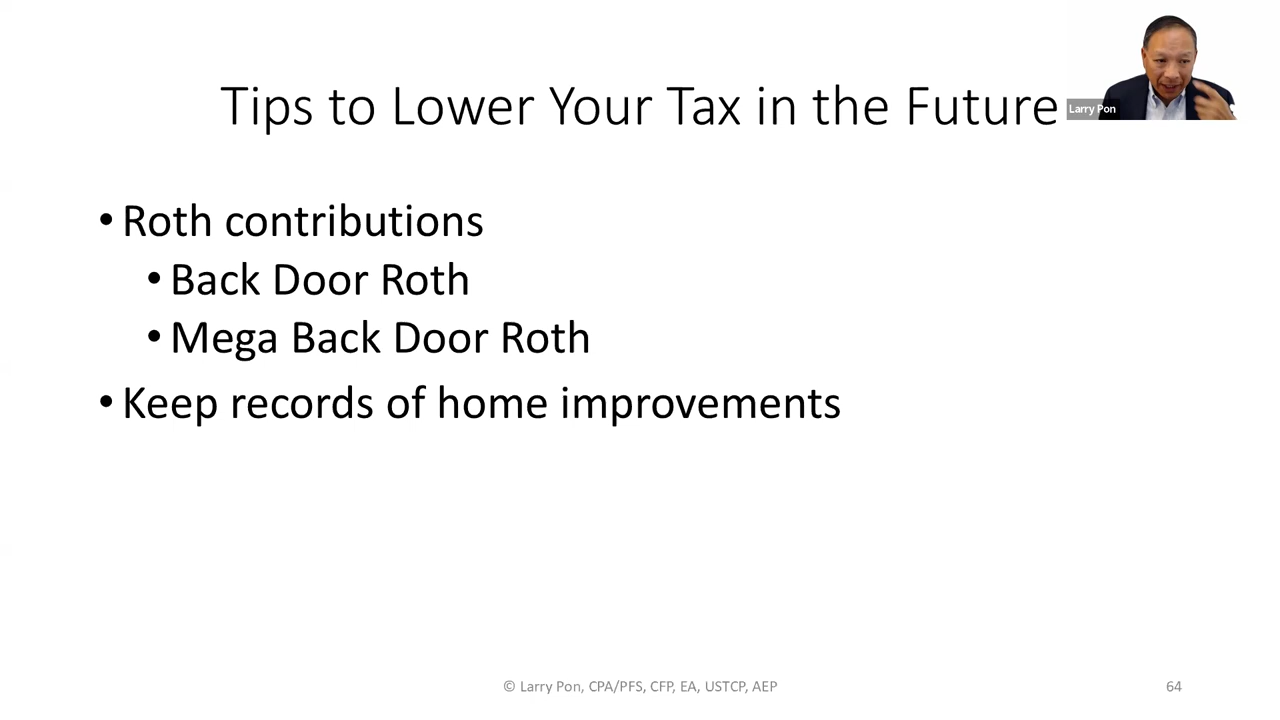 Tips to Lower Your Tax in the Future
Larry Pon
• Roth contributions
• Back Door Roth
• Mega Back Door Roth
• Keep records of home improvements
© Larry Pon, CPA/PFS, CFP, EA, USTCP, AEP
64